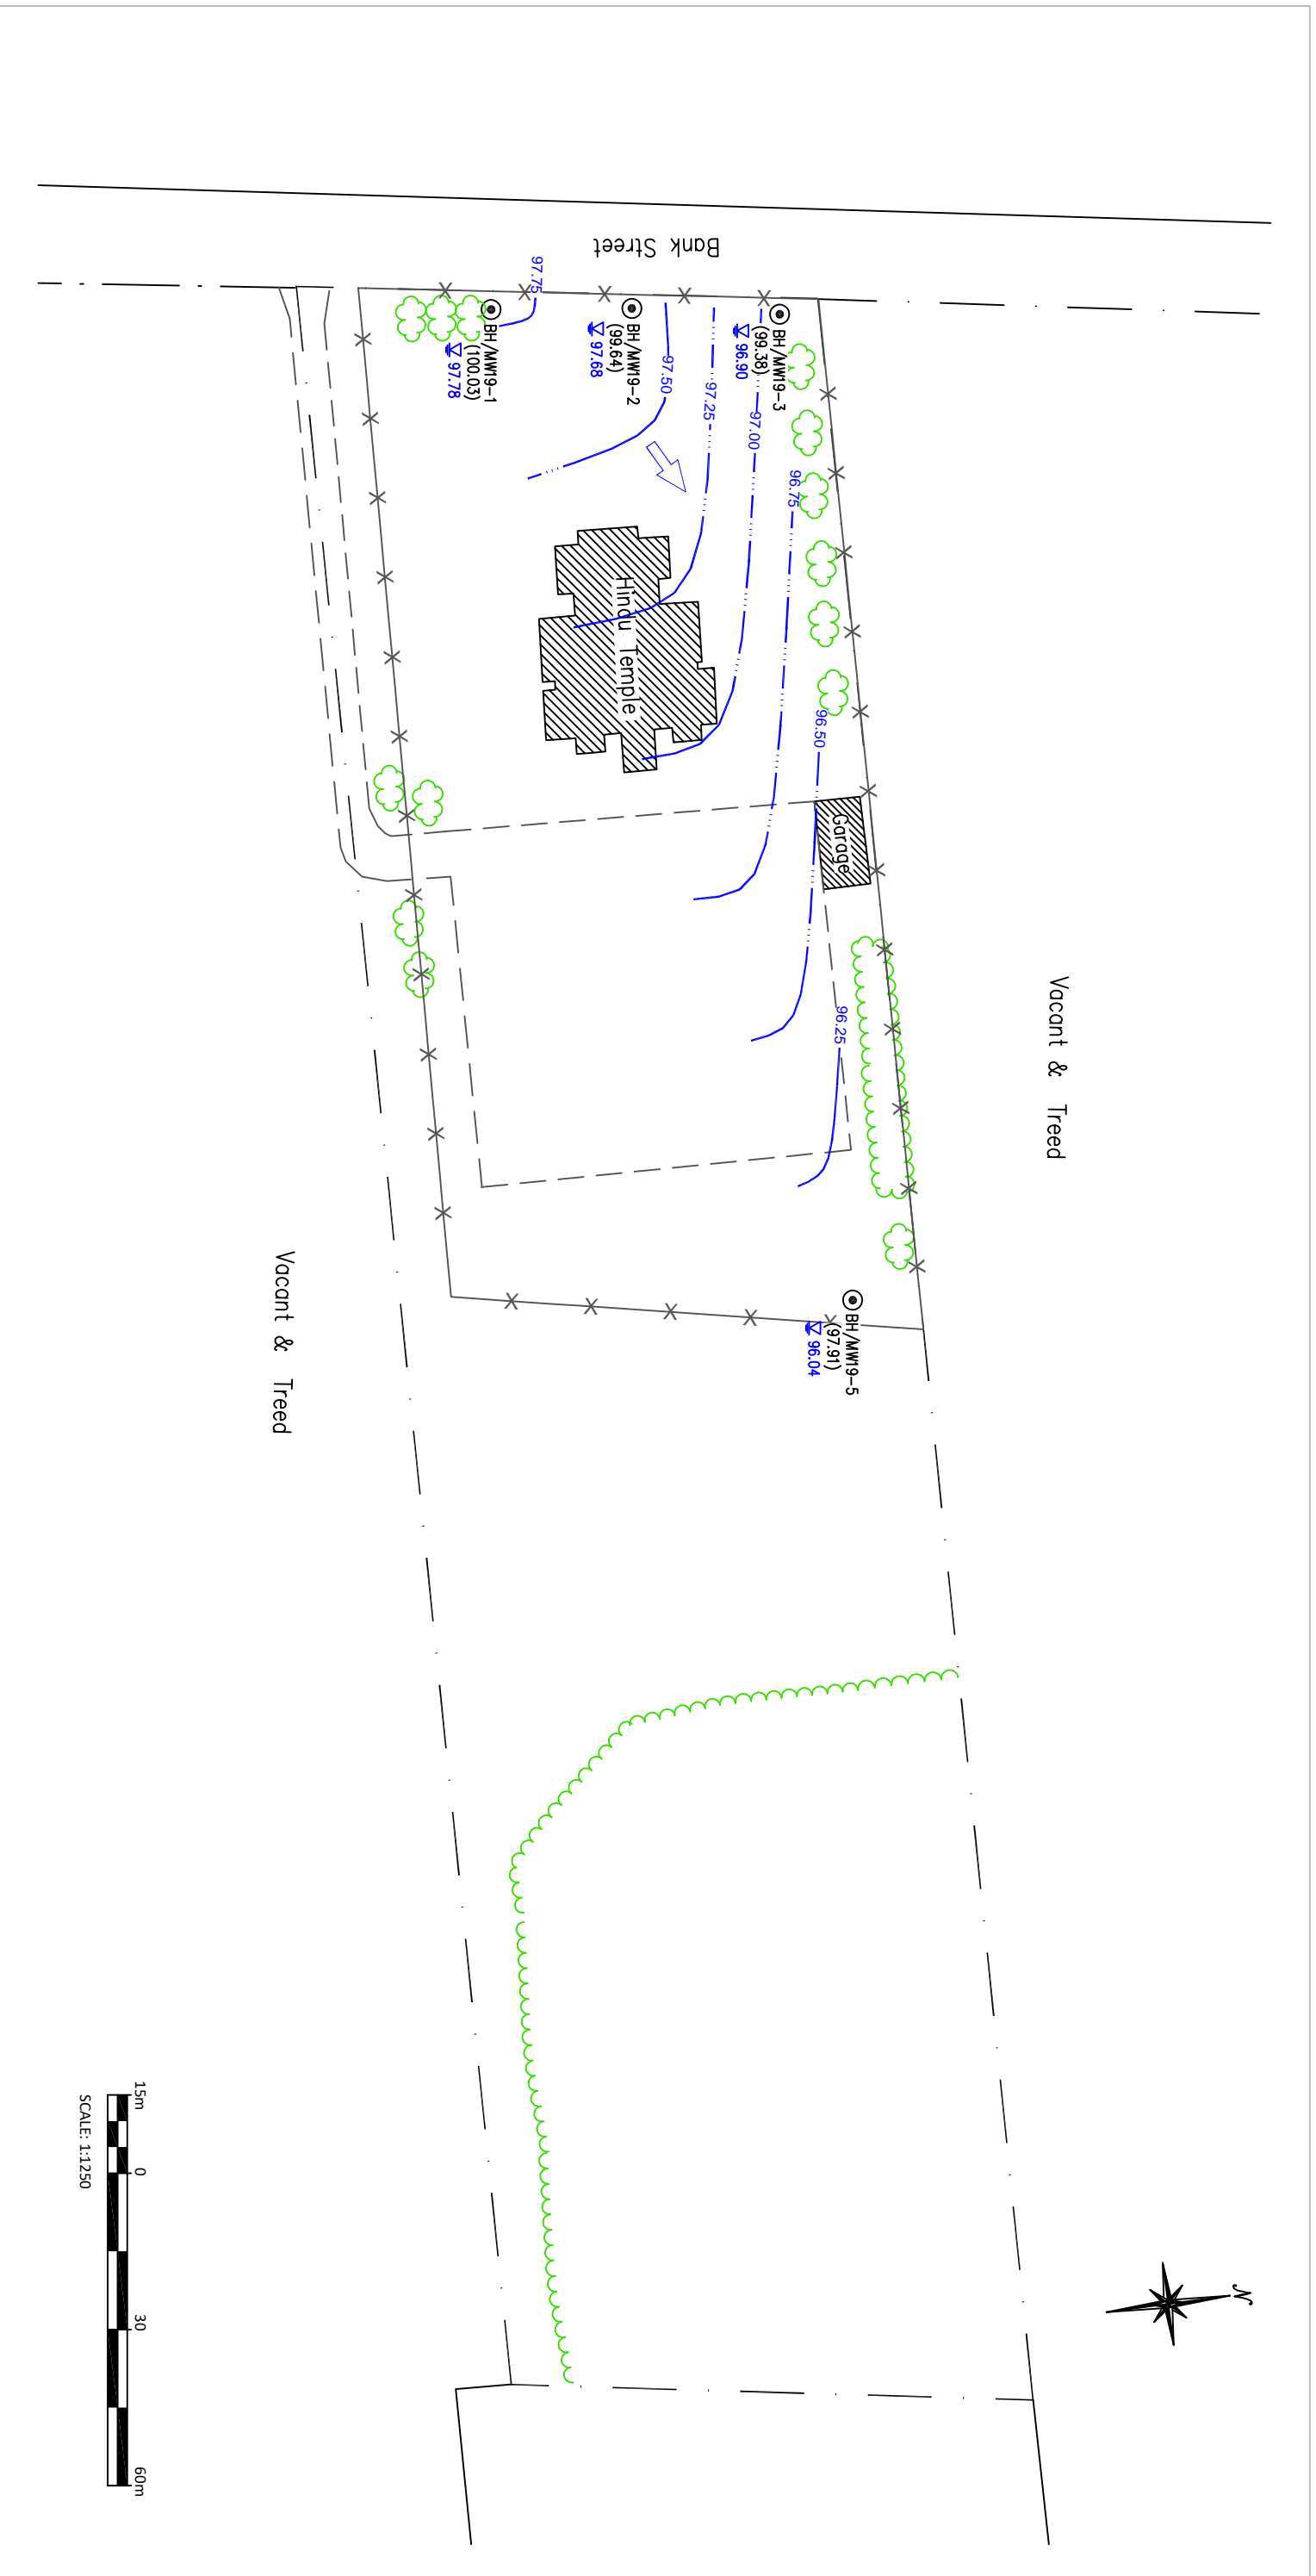 Bank Street
97.75
BH/MW19-1
(100.03)
97.78
BH/MW19-2
(99.64)
97.68
BH/MW19-3
(99.38)
96.90
97.50
97.25
97.00
96.75
96.50
96.25
Hindu Temple
Garage
Vacant & Treed
BH/MW19-5
(97.91)
96.04
Vacant & Treed
N
15m 0 30 60m
SCALE: 1:1250